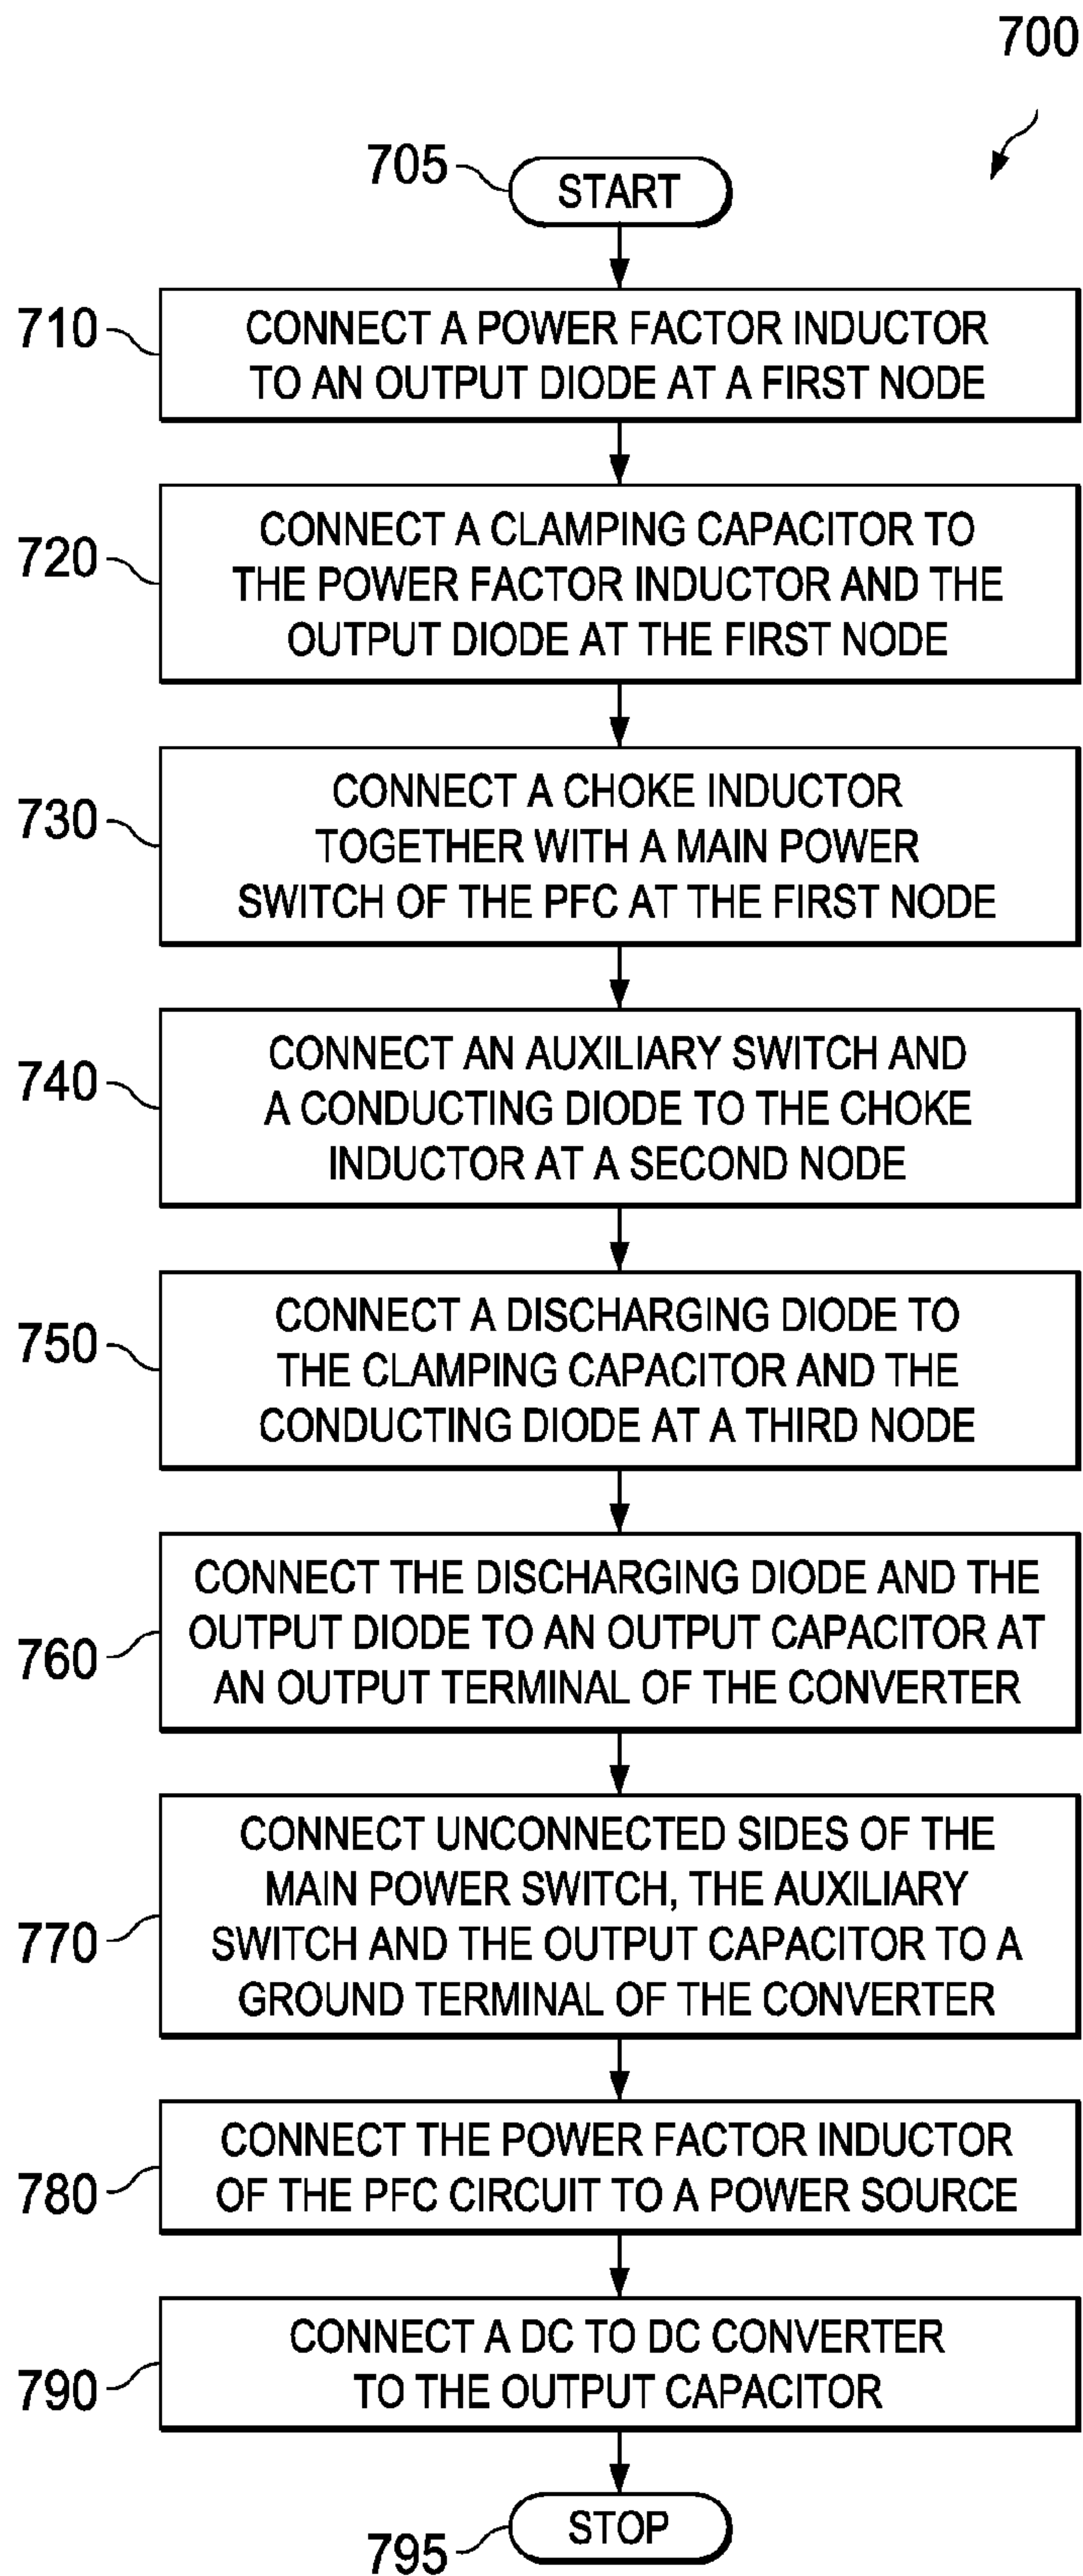 700
705
START
710
CONNECT A POWER FACTOR INDUCTOR
TO AN OUTPUT DIODE AT A FIRST NODE
720
CONNECT A CLAMPING CAPACITOR TO
THE POWER FACTOR INDUCTOR AND THE
OUTPUT DIODE AT THE FIRST NODE
730
CONNECT A CHOKE INDUCTOR
TOGETHER WITH A MAIN POWER
SWITCH OF THE PFC AT THE FIRST NODE
740
CONNECT AN AUXILIARY SWITCH AND
A CONDUCTING DIODE TO THE CHOKE
INDUCTOR AT A SECOND NODE
750
CONNECT A DISCHARGING DIODE TO
THE CLAMPING CAPACITOR AND THE
CONDUCTING DIODE AT A THIRD NODE
760
CONNECT THE DISCHARGING DIODE AND THE
OUTPUT DIODE TO AN OUTPUT CAPACITOR AT
AN OUTPUT TERMINAL OF THE CONVERTER
770
CONNECT UNCONNECTED SIDES OF THE
MAIN POWER SWITCH, THE AUXILIARY
SWITCH AND THE OUTPUT CAPACITOR TO A
GROUND TERMINAL OF THE CONVERTER
780
CONNECT THE POWER FACTOR INDUCTOR
OF THE PFC CIRCUIT TO A POWER SOURCE
790
CONNECT A DC TO DC CONVERTER
TO THE OUTPUT CAPACITOR
795
STOP